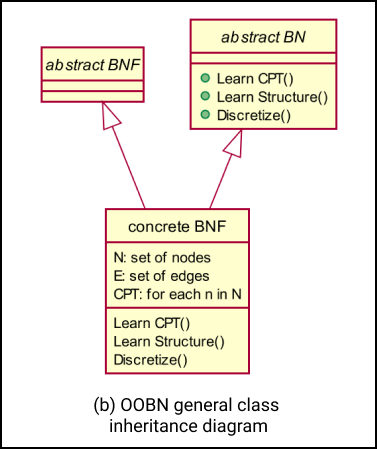 abstract BNF
abstract BN
Learn CPT()
Learn Structure()
Discretize()
concrete BNF
N: set of nodes
E: set of edges
CPT: for each n in N
Learn CPT()
Learn Structure()
Discretize()
(b) OOBN general class
inheritance diagram